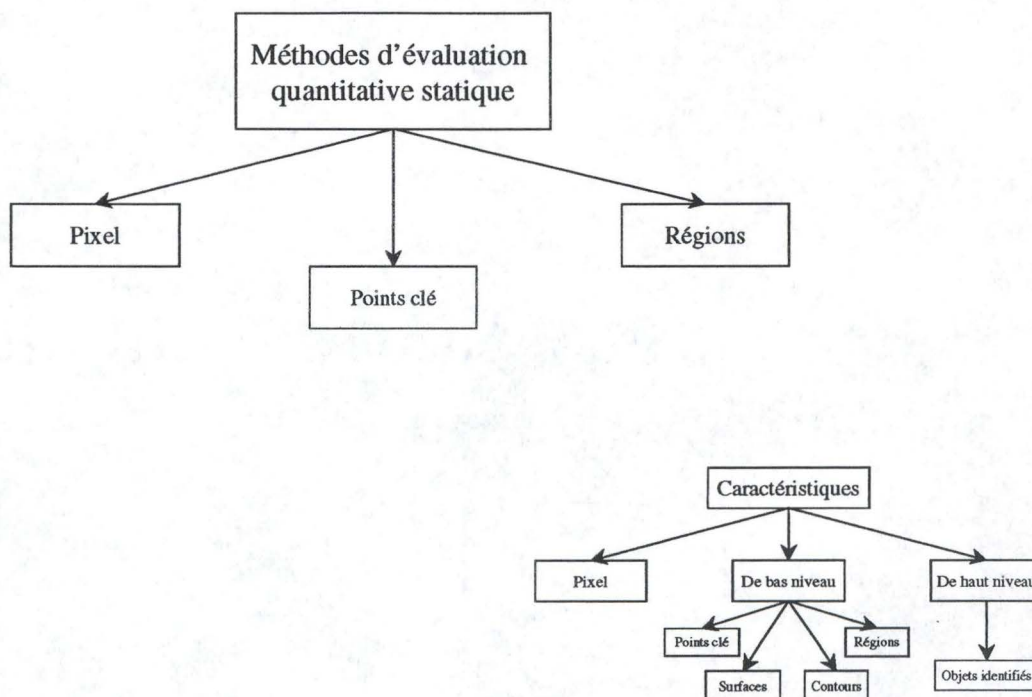 Méthodes d'évaluation
quantitative statique
Pixel
Régions
Points clé
Caractéristiques
Pixel
De bas niveau
De haut niveau
Points clé
Régions
Surfaces
Contours
Objets identifiés